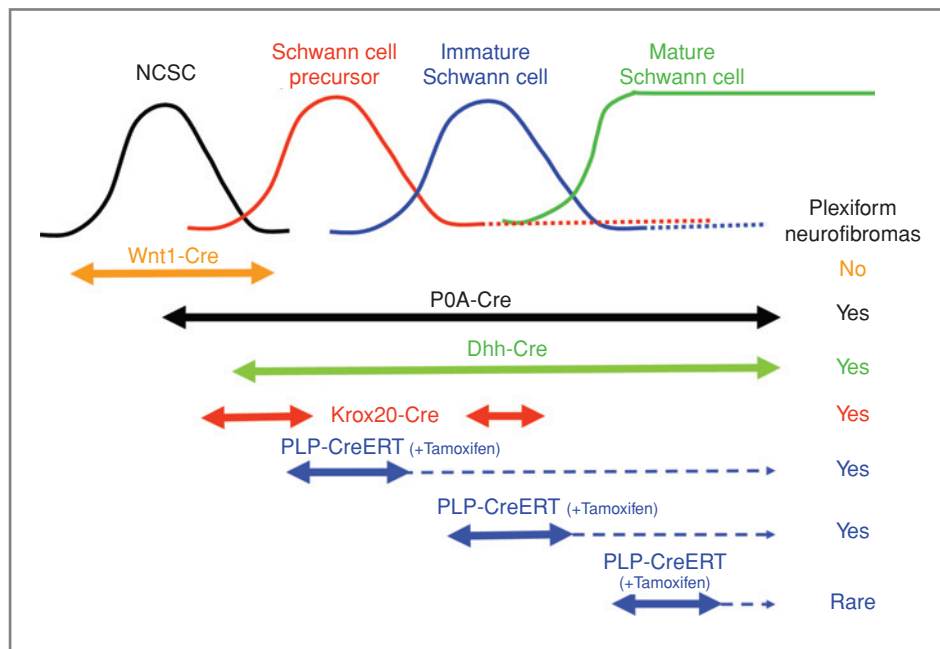 NCSC
Schwann cell
precursor
Immature
Schwann cell
Mature
Schwann cell
Plexiform
neurofibromas
Wnt1-Cre
No
P0A-Cre
Yes
Dhh-Cre
Yes
Krox20-Cre
Yes
PLP-CreERT (+Tamoxifen)
Yes
PLP-CreERT (+Tamoxifen)
Yes
PLP-CreERT
(+Tamoxifen)
Rare